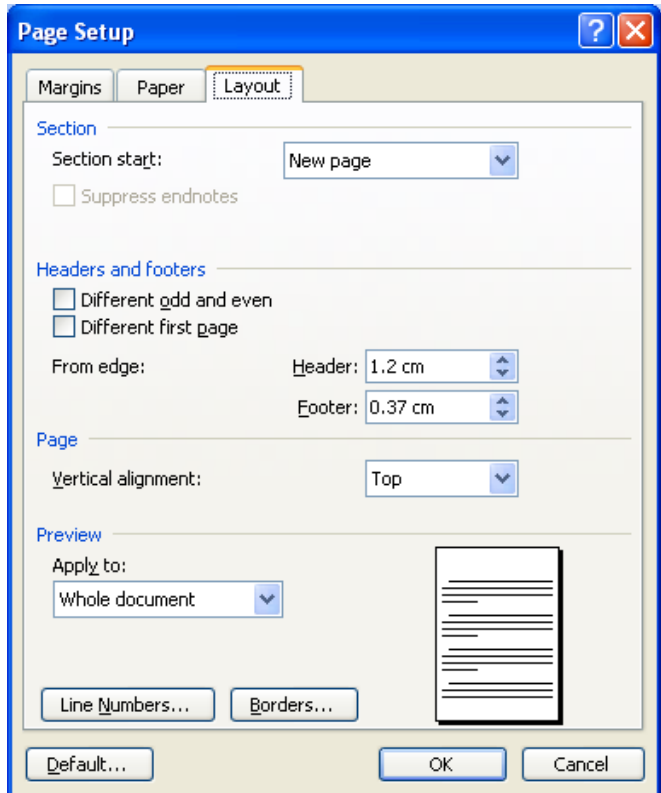 Page Setup
Margins Paper Layout
Section
Section start: New page
Suppress endnotes
Headers and footers
Different odd and even
Different first page
From edge: Header: 1.2 cm
Footer: 0.37 cm
Page
Vertical alignment: Top
Preview
Apply to:
Whole document
Line Numbers... Borders...
Default... OK Cancel